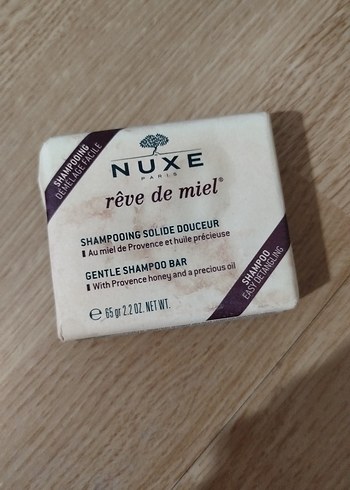 SHAMPOOING
DÉMÊLAGE FACILE
NUXE
PARIS
rêve de miel®
SHAMPOOING SOLIDE DOUCEUR
Au miel de Provence et huile précieuse
GENTLE SHAMPOO BAR
With Provence honey and a precious oil
℮ 65 gr 2.2 OZ. NET WT.
SHAMPOO
EASY DETANGLING